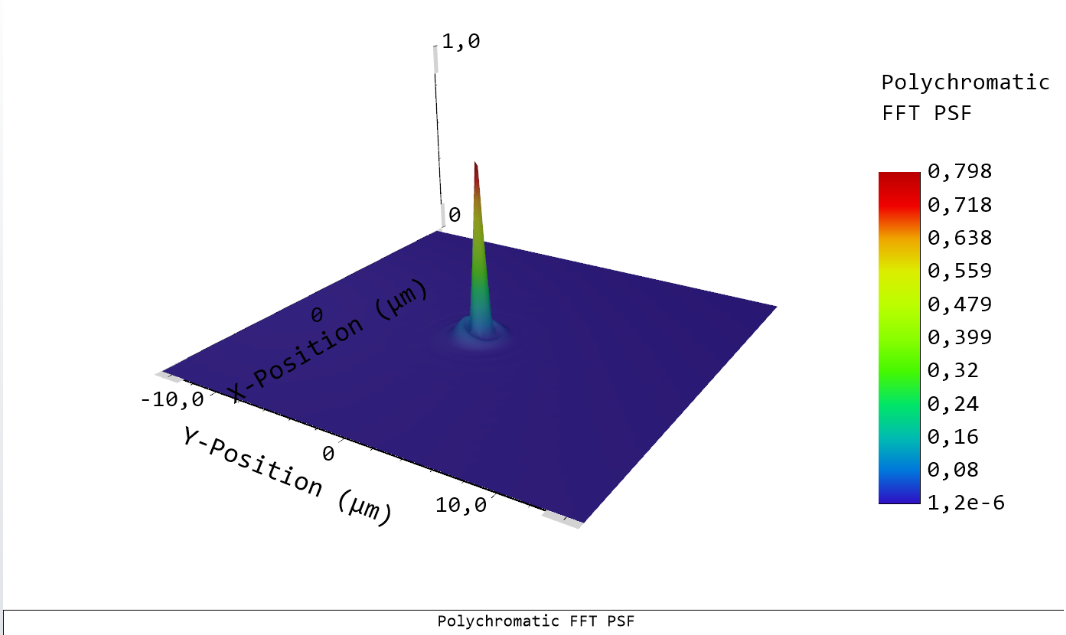 1,0
0
Polychromatic
FFT PSF
0,798
0,718
0,638
0,559
0,479
0,399
0,32
0,24
0,16
0,08
1,2e-6
0
X-Position (µm)
-10,0
0
10,0
Y-Position (µm)
Polychromatic FFT PSF